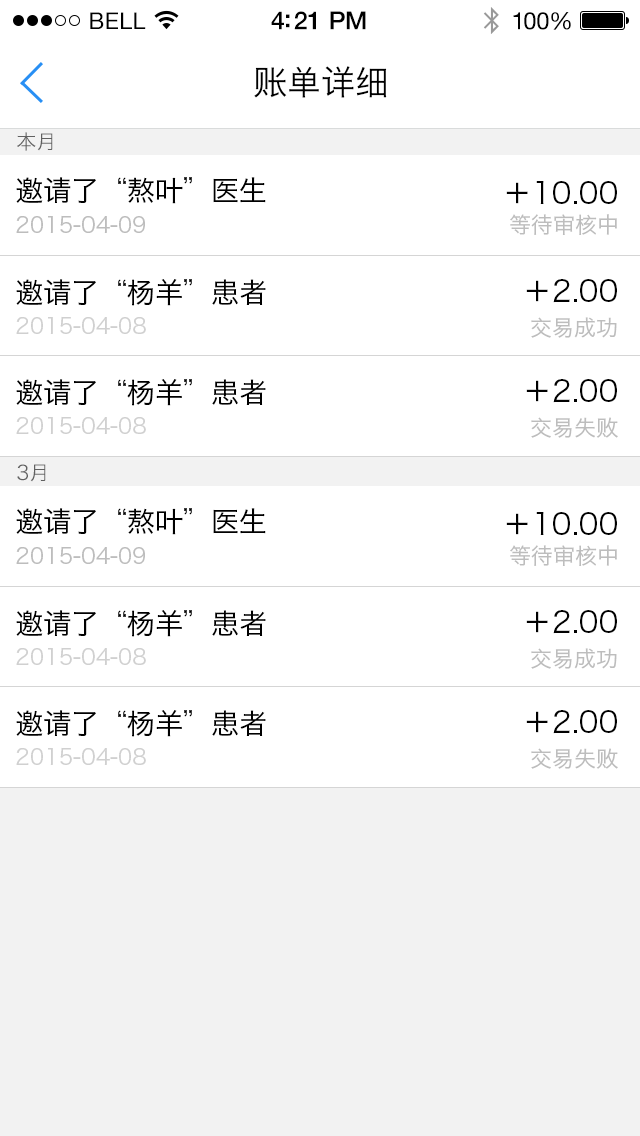 BELL 4:21 PM 100%
账单详细
本月
邀请了“熬叶”医生 +10.00
2015-04-09 等待审核中
邀请了“杨羊”患者 +2.00
2015-04-08 交易成功
邀请了“杨羊”患者 +2.00
2015-04-08 交易失败
3月
邀请了“熬叶”医生 +10.00
2015-04-09 等待审核中
邀请了“杨羊”患者 +2.00
2015-04-08 交易成功
邀请了“杨羊”患者 +2.00
2015-04-08 交易失败